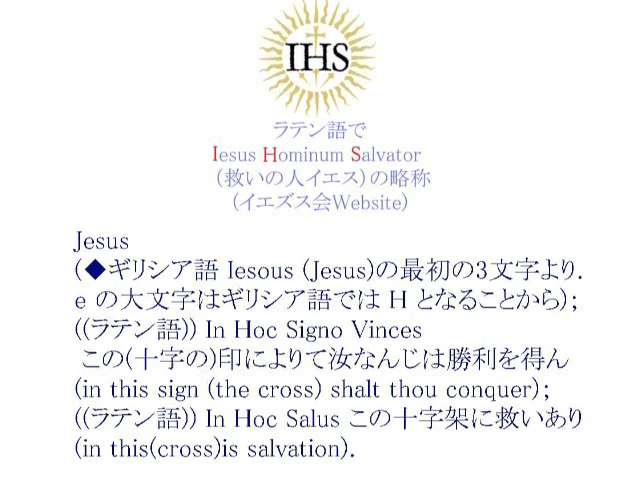 IHS
ラテン語で
Iesus Hominum Salvator
（救いの人イエス）の略称
（イエズス会Website）
Jesus
(◆ギリシア語 Iesous (Jesus)の最初の3文字より.
e の大文字はギリシア語では H となることから);
((ラテン語)) In Hoc Signo Vinces
この(十字の)印によりて汝なんじは勝利を得ん
(in this sign (the cross) shalt thou conquer);
((ラテン語)) In Hoc Salus この十字架に救いあり
(in this(cross)is salvation).